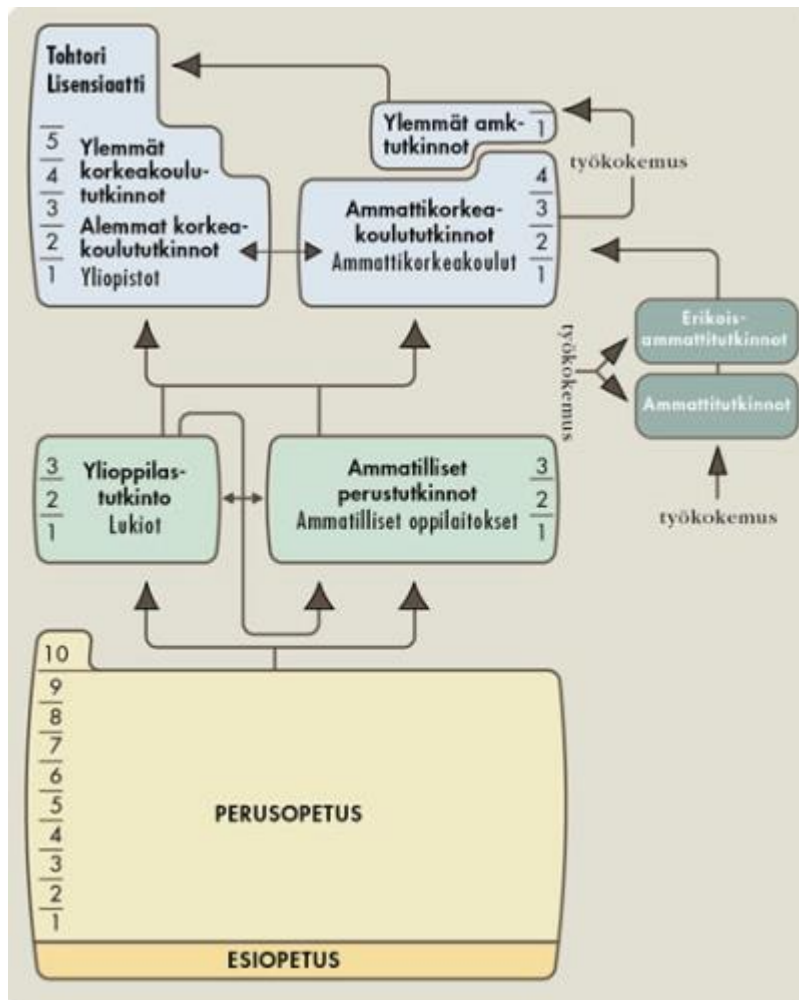 Tohtori
Lisensiaatti
5
4
3
2
1
Ylemmät
korkeakoulu-
tutkinnot
Alemmat korkea-
koulututkinnot
Yliopistot
Ylemmät amk-
tutkinnot
1
työkokemus
Ammattikorkea-
koulututkinnot
Ammattikorkeakoulut
4
3
2
1
työkokemus
Erikois-
ammattitutkinnot
Ammattitutkinnot
työkokemus
3
2
1
Ylioppilas-
tutkinto
Lukiot
Ammatilliset
perustutkinnot
Ammatilliset oppilaitokset
3
2
1
10
9
8
7
6
5
4
3
2
1
PERUSOPETUS
ESIOPETUS